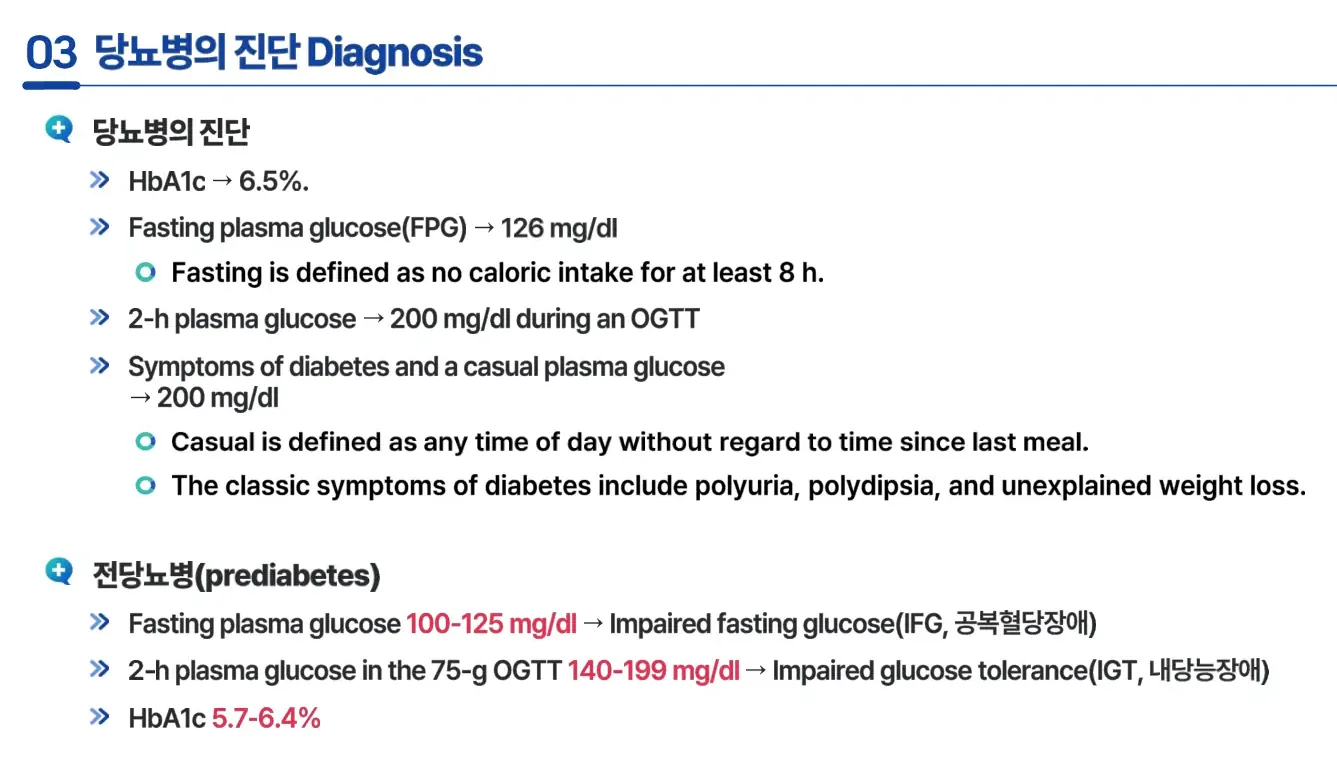 03 당뇨병의 진단 Diagnosis
당뇨병의 진단
HbA1c → 6.5%.
Fasting plasma glucose(FPG) → 126 mg/dl
Fasting is defined as no caloric intake for at least 8 h.
2-h plasma glucose → 200 mg/dl during an OGTT
Symptoms of diabetes and a casual plasma glucose
→ 200 mg/dl
Casual is defined as any time of day without regard to time since last meal.
The classic symptoms of diabetes include polyuria, polydipsia, and unexplained weight loss.
전당뇨병(prediabetes)
Fasting plasma glucose 100-125 mg/dl → Impaired fasting glucose(IFG, 공복혈당장애)
2-h plasma glucose in the 75-g OGTT 140-199 mg/dl → Impaired glucose tolerance(IGT, 내당능장애)
HbA1c 5.7-6.4%